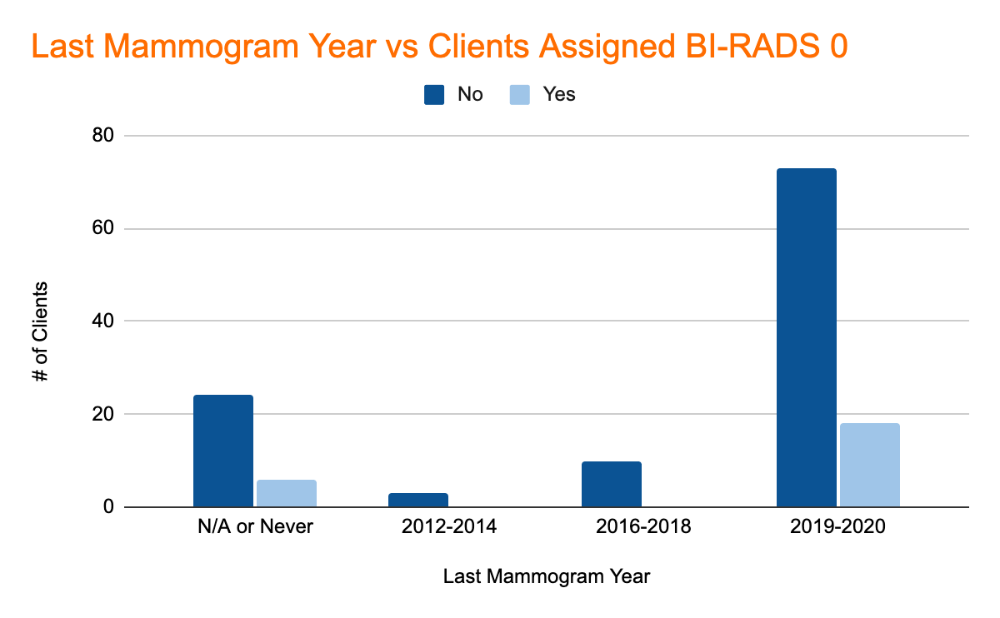 Last Mammogram Year vs Clients Assigned BI-RADS 0
No Yes
80
60
40
20
0
# of Clients
N/A or Never 2012-2014 2016-2018 2019-2020
Last Mammogram Year